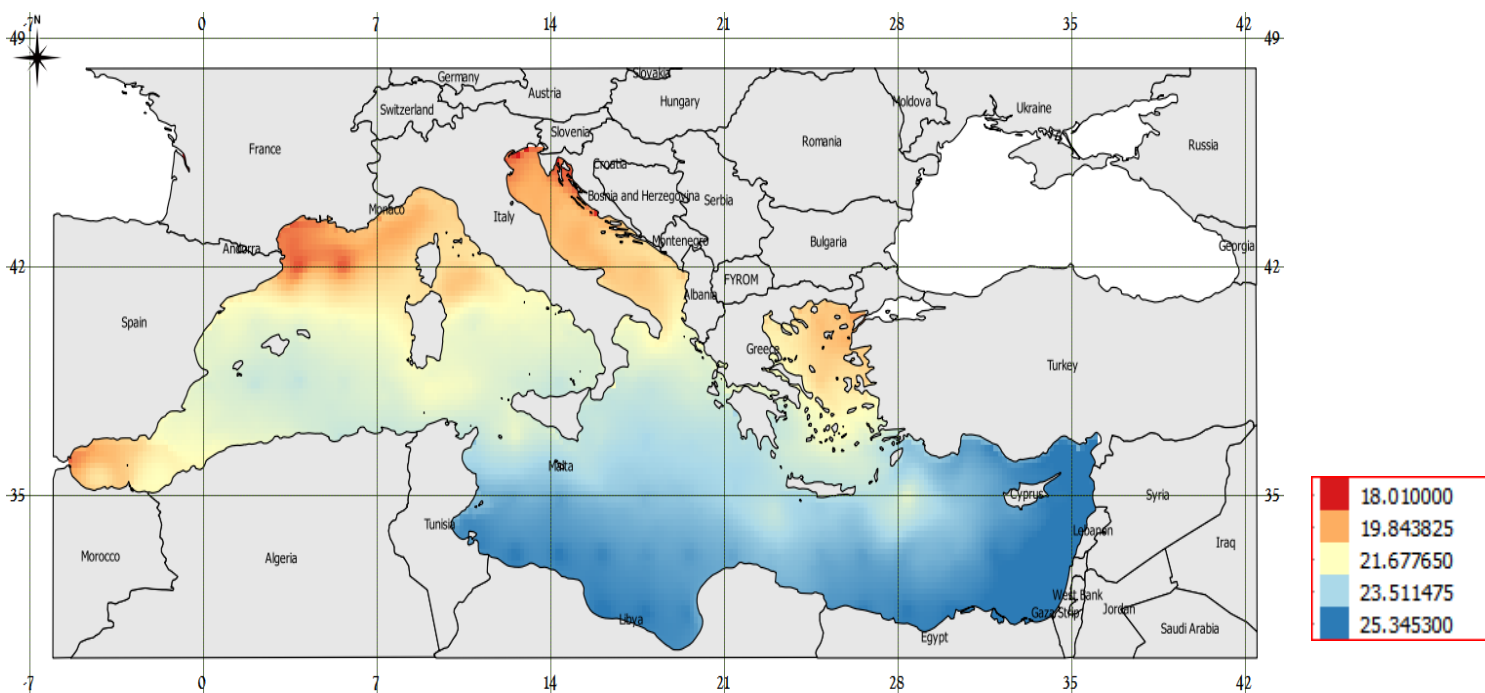 N
-7 0 7 14 21 28 35 42
49 49
Slovakia
Germany
Austria
Hungary
Moldova
Ukraine
Switzerland
Slovenia
Romania
Russia
France
Croatia
Bosnia and Herzegovina
Serbia
Monaco
Italy
Andorra
Montenegro
Bulgaria
Georgia
42 42
FYROM
Albania
Spain
Greece
Turkey
Malta
35 35
Cyprus
Syria
Tunisia
Lebanon
Morocco
Algeria
Iraq
West Bank
Gaza Strip
Jordan
Libya
Egypt
Saudi Arabia
-7 0 7 14 21 28 35 42
18.010000
19.843825
21.677650
23.511475
25.345300